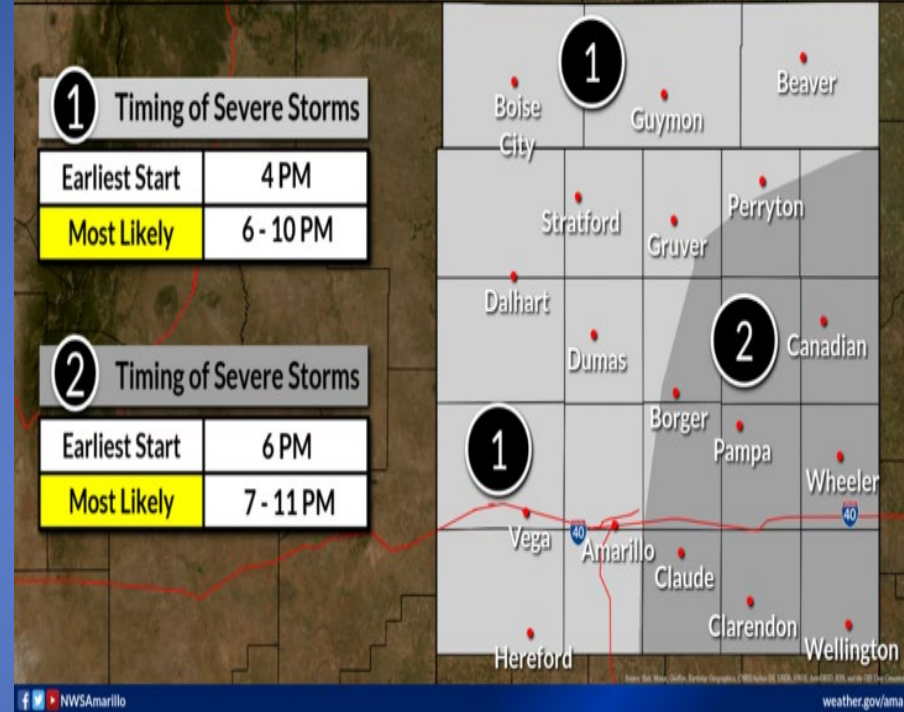 1 Timing of Severe Storms
Earliest Start 4 PM
Most Likely 6 - 10 PM
2 Timing of Severe Storms
Earliest Start 6 PM
Most Likely 7 - 11 PM
1
Boise
City
Guymon
Beaver
Stratford
Gruver
Perryton
Dalhart
Dumas
2
Canadian
Borger
Pampa
1
Wheeler
40
Vega
40
Amarillo
Claude
Clarendon
Hereford
Wellington
NWSAmarillo
weather.gov/ama